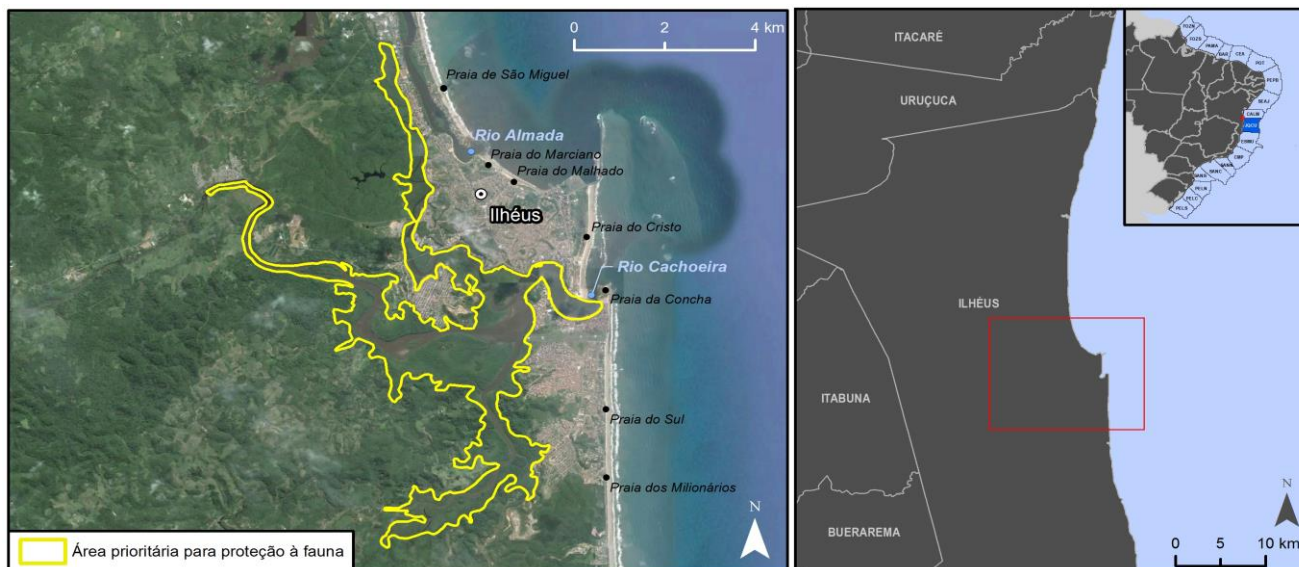 0 2 4 km
Praia de São Miguel
Rio Almada
Praia do Marciano
Praia do Malhado
Ilhéus
Praia do Cristo
Rio Cachoeira
Praia da Concha
Praia do Sul
Praia dos Milionários
N
Área prioritária para proteção à fauna
ITACARÉ
URUÇUCA
ILHÉUS
ITABUNA
BUERAREMA
N
0 5 10 km